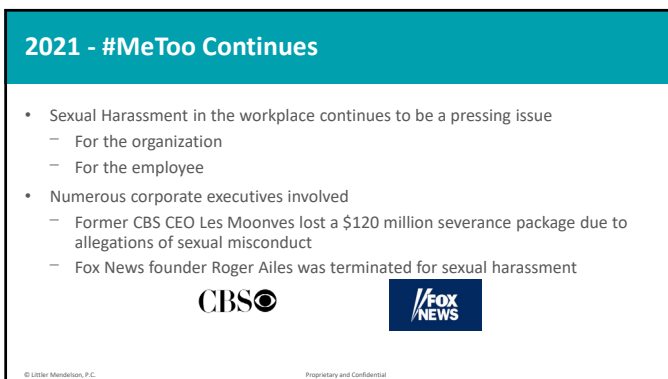 2021 - #MeToo Continues
• Sexual Harassment in the workplace continues to be a pressing issue
– For the organization
– For the employee
• Numerous corporate executives involved
– Former CBS CEO Les Moonves lost a $120 million severance package due to
allegations of sexual misconduct
– Fox News founder Roger Ailes was terminated for sexual harassment
CBS
FOX
NEWS
© Littler Mendelson, P.C.
Proprietary and Confidential